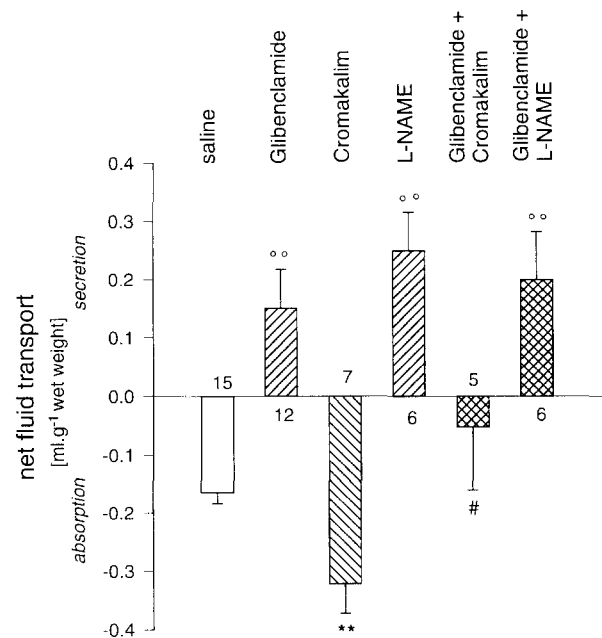 saline
Glibenclamide
Cromakalim
L-NAME
Glibenclamide +
Cromakalim
Glibenclamide +
L-NAME
net fluid transport
[ml.g⁻¹ wet weight]
secretion
absorption
0.4
0.3
0.2
0.1
0.0
-0.1
-0.2
-0.3
-0.4
°°
°°
°°
15
7
5
12
6
6
#
**